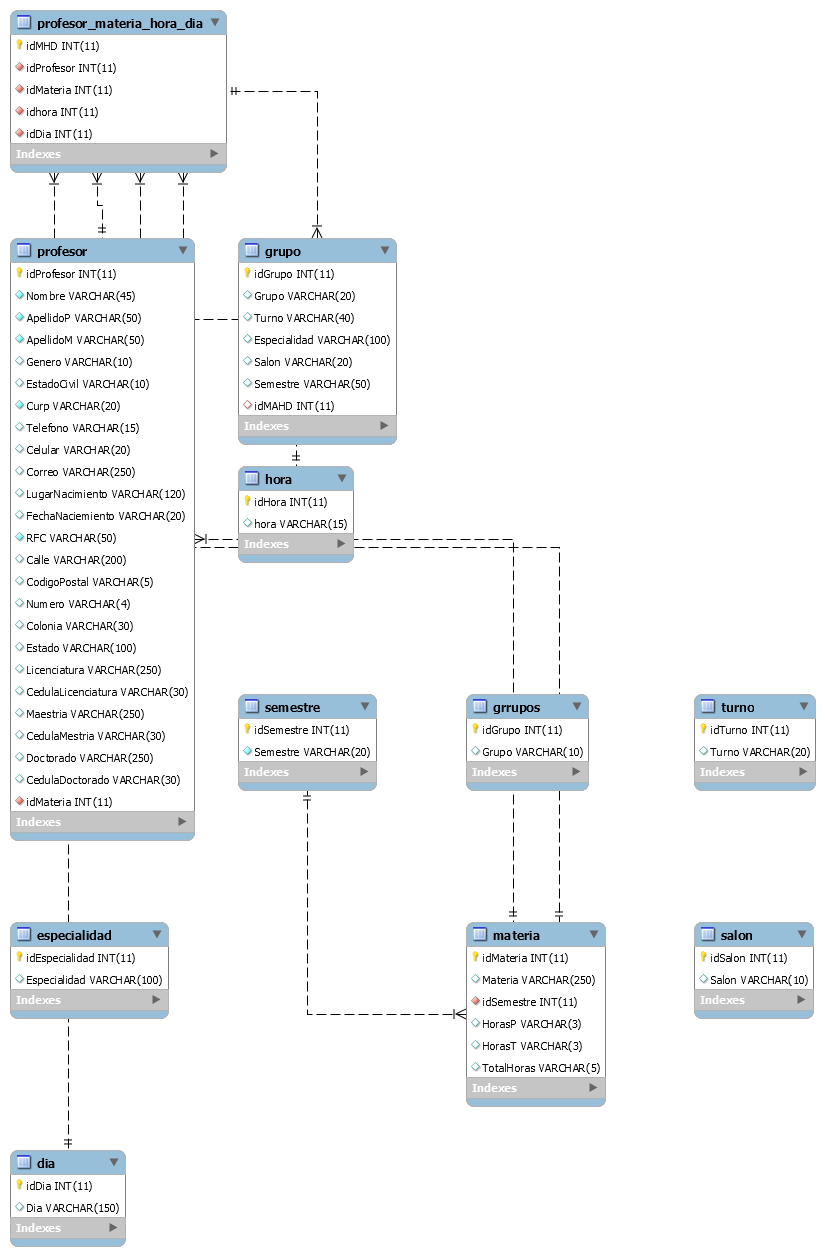 profesor_materia_hora_dia
idMHD INT(11)
idProfesor INT(11)
idMateria INT(11)
idhora INT(11)
idDia INT(11)
Indexes
profesor
idProfesor INT(11)
Nombre VARCHAR(45)
ApellidoP VARCHAR(50)
ApellidoM VARCHAR(50)
Genero VARCHAR(10)
EstadoCivil VARCHAR(10)
Curp VARCHAR(20)
Telefono VARCHAR(15)
Celular VARCHAR(20)
Correo VARCHAR(250)
LugarNacimiento VARCHAR(120)
FechaNaciemiento VARCHAR(20)
RFC VARCHAR(50)
Calle VARCHAR(200)
CodigoPostal VARCHAR(5)
Numero VARCHAR(4)
Colonia VARCHAR(30)
Estado VARCHAR(100)
Licenciatura VARCHAR(250)
CedulaLicenciatura VARCHAR(30)
Maestria VARCHAR(250)
CedulaMestria VARCHAR(30)
Doctorado VARCHAR(250)
CedulaDoctorado VARCHAR(30)
idMateria INT(11)
Indexes
grupo
idGrupo INT(11)
Grupo VARCHAR(20)
Turno VARCHAR(40)
Especialidad VARCHAR(100)
Salon VARCHAR(20)
Semestre VARCHAR(50)
idMAHD INT(11)
Indexes
hora
idHora INT(11)
hora VARCHAR(15)
Indexes
semestre
idSemestre INT(11)
Semestre VARCHAR(20)
Indexes
grrupos
idGrupo INT(11)
Grupo VARCHAR(10)
Indexes
turno
idTurno INT(11)
Turno VARCHAR(20)
Indexes
especialidad
idEspecialidad INT(11)
Especialidad VARCHAR(100)
Indexes
materia
idMateria INT(11)
Materia VARCHAR(250)
idSemestre INT(11)
HorasP VARCHAR(3)
HorasT VARCHAR(3)
TotalHoras VARCHAR(5)
Indexes
salon
idSalon INT(11)
Salon VARCHAR(10)
Indexes
dia
idDia INT(11)
Dia VARCHAR(150)
Indexes